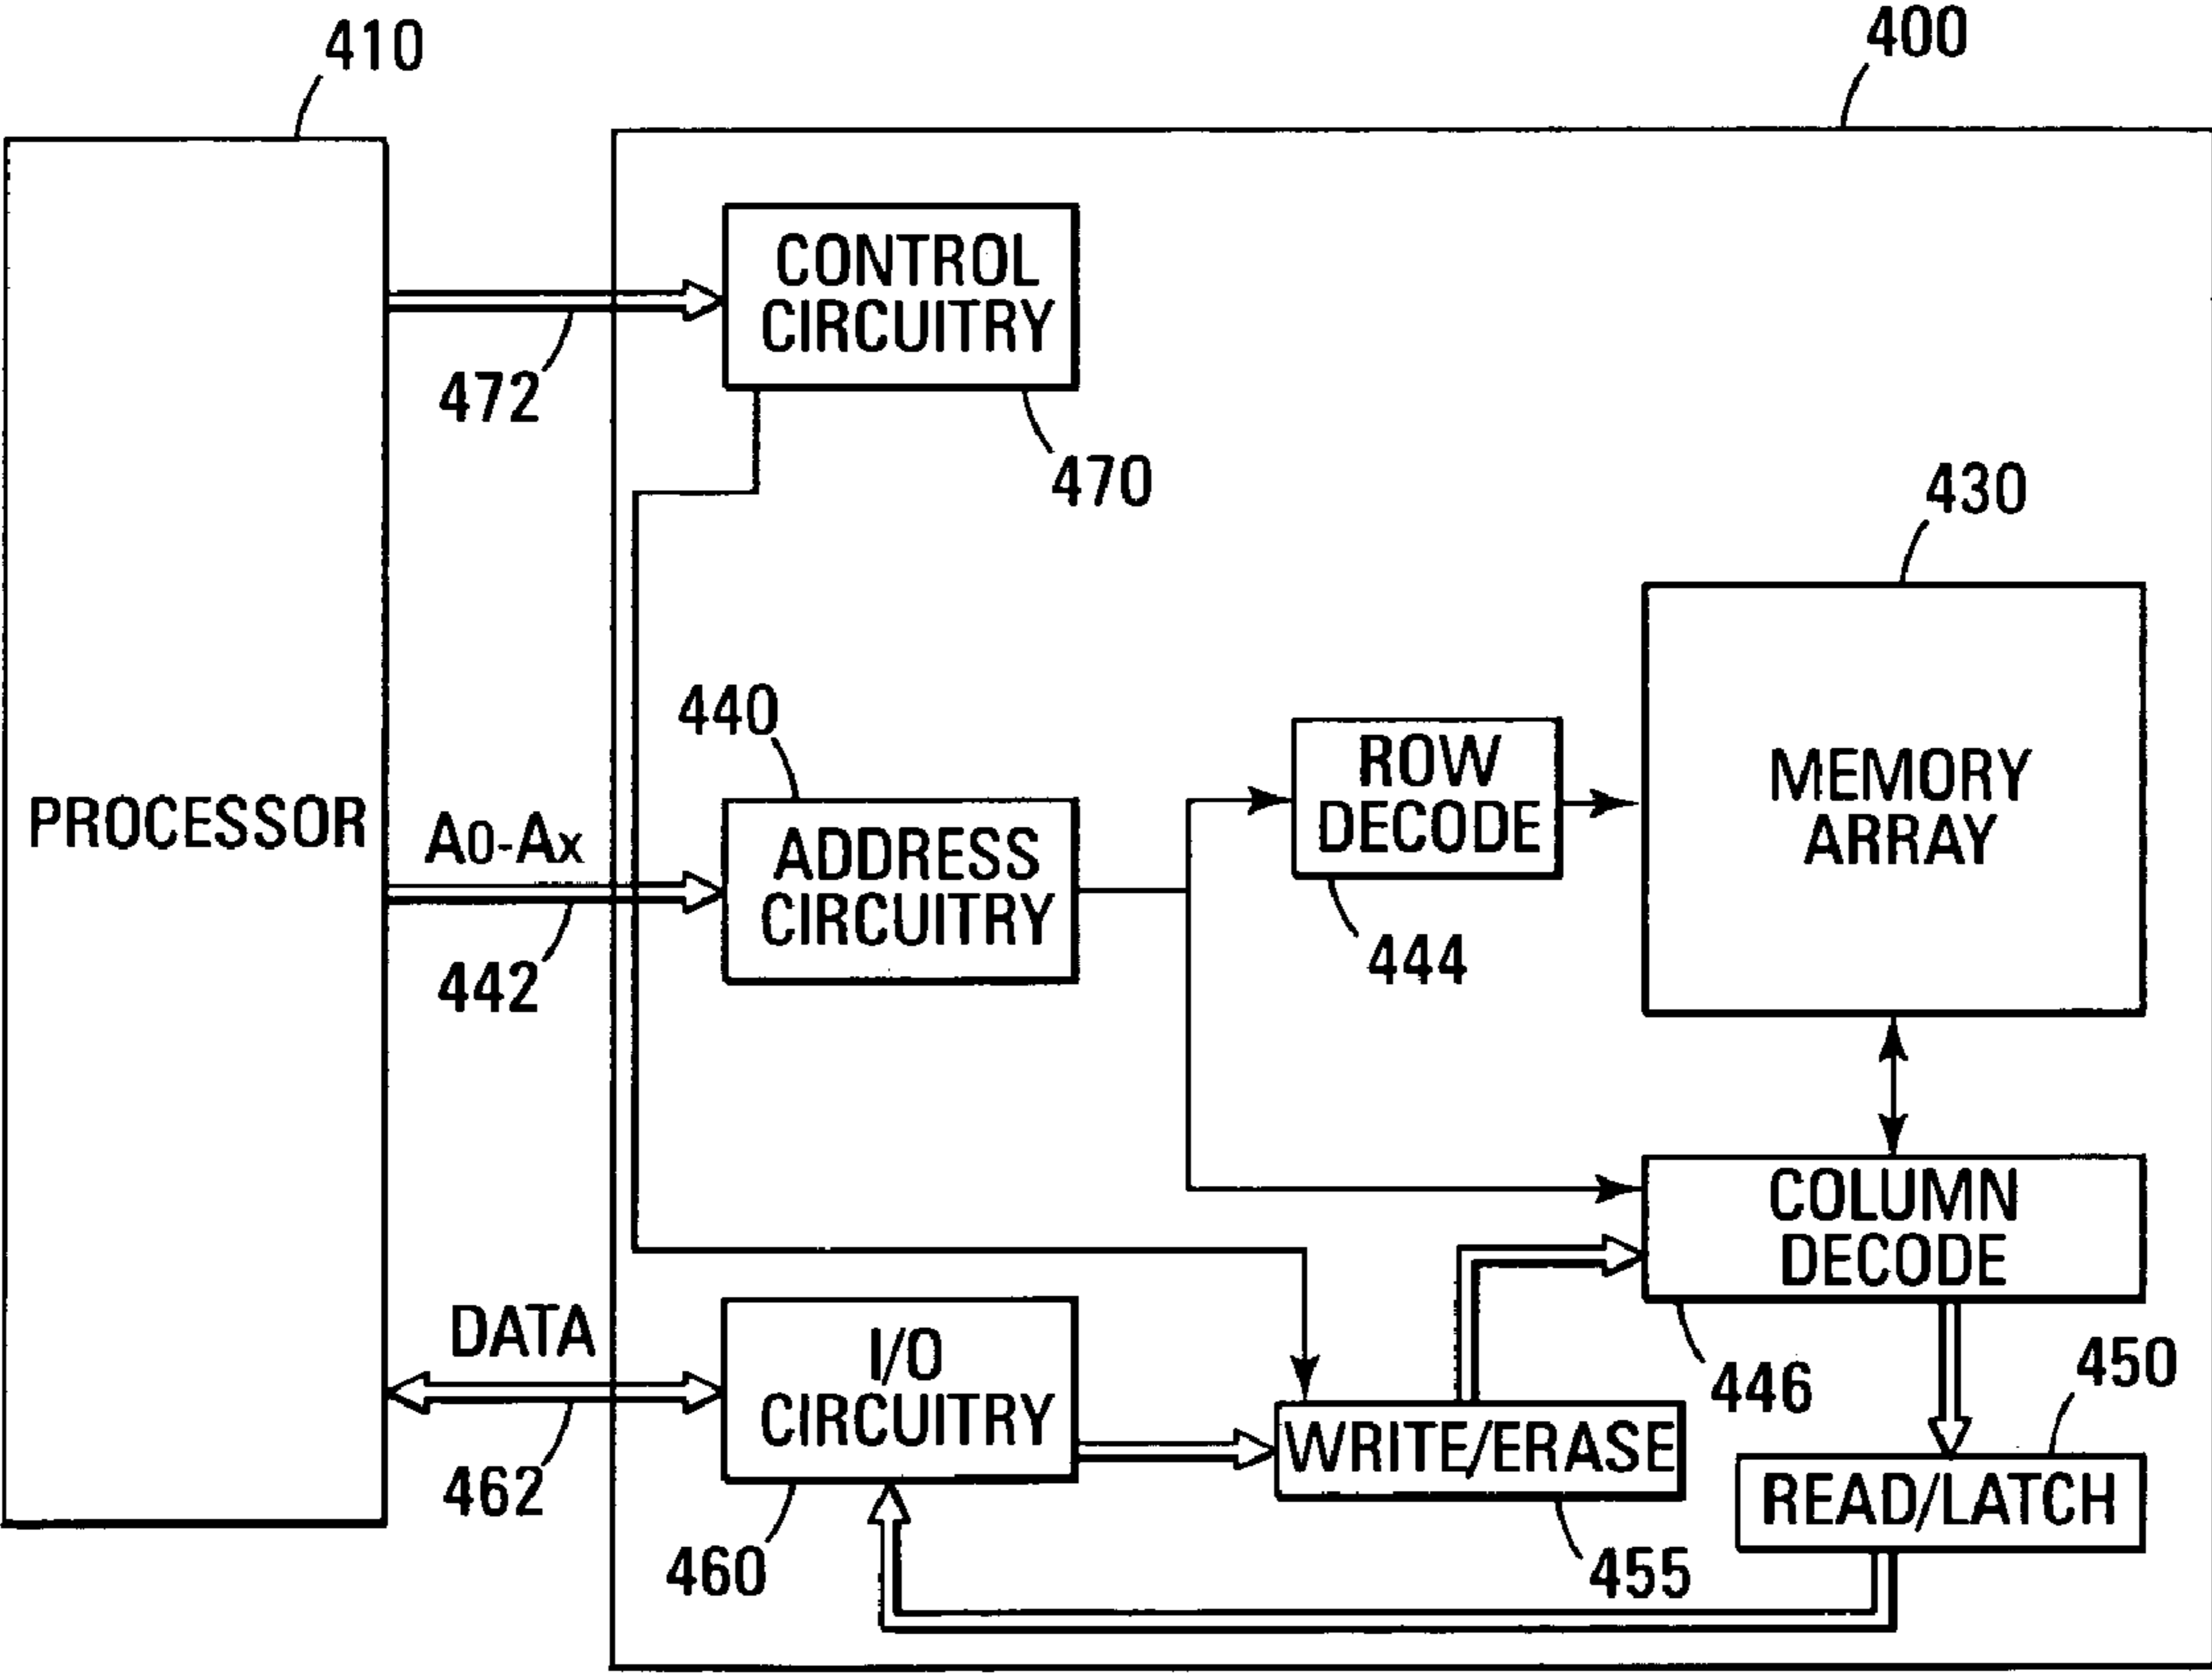 410
400
CONTROL
CIRCUITRY
472
470
430
440
ROW
DECODE
MEMORY
ARRAY
PROCESSOR
A0-Ax
ADDRESS
CIRCUITRY
444
442
COLUMN
DECODE
DATA
I/O
CIRCUITRY
446
450
WRITE/ERASE
READ/LATCH
462
460
455